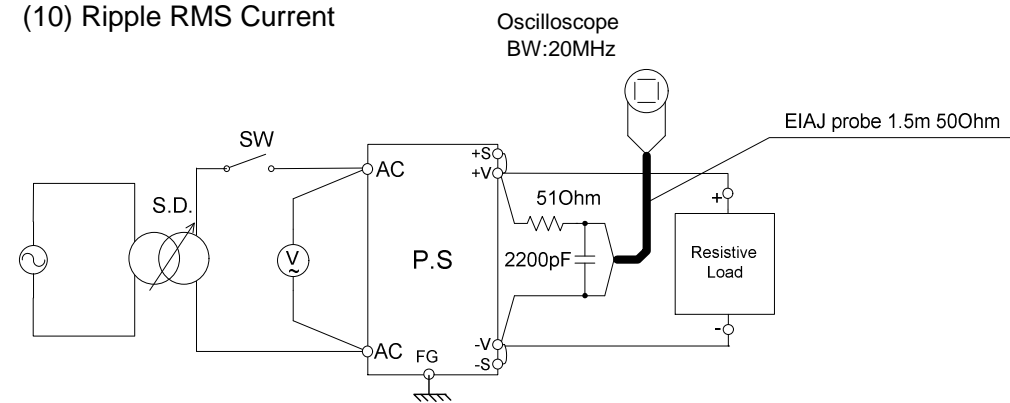 (10) Ripple RMS Current
Oscilloscope
BW:20MHz
EIAJ probe 1.5m 50Ohm
SW
S.D.
V
~
AC
AC
P.S
FG
+S
+V
-V
-S
51Ohm
2200pF
+
Resistive
Load
-